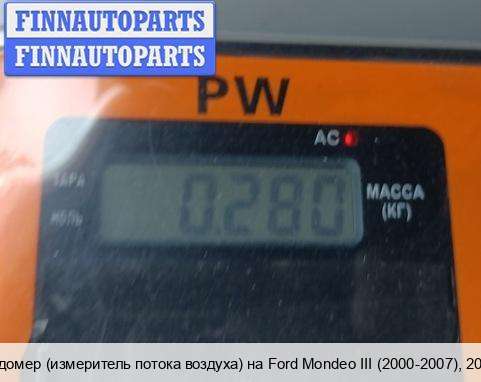 FINNAUTOPARTS
FINNAUTOPARTS
PW
AC
ТАРА
0.280
МАССА
(КГ)
НОЛЬ
домер (измеритель потока воздуха) на Ford Mondeo III (2000-2007), 20